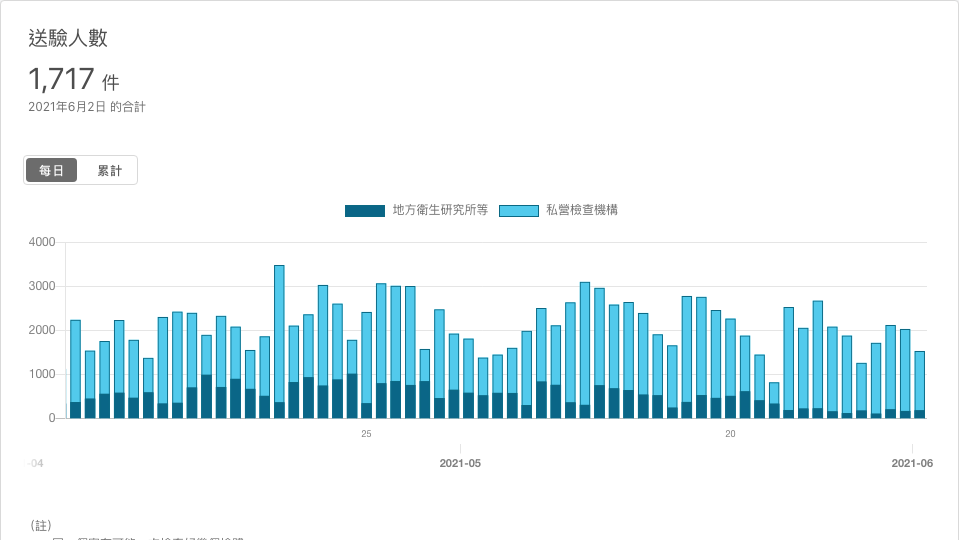 送驗人數
1,717 件
2021年6月2日 的合計
每日 累計
地方衛生研究所等 私營檢查機構
4000
3000
2000
1000
0
25 20
-04 2021-05 2021-06
(註)